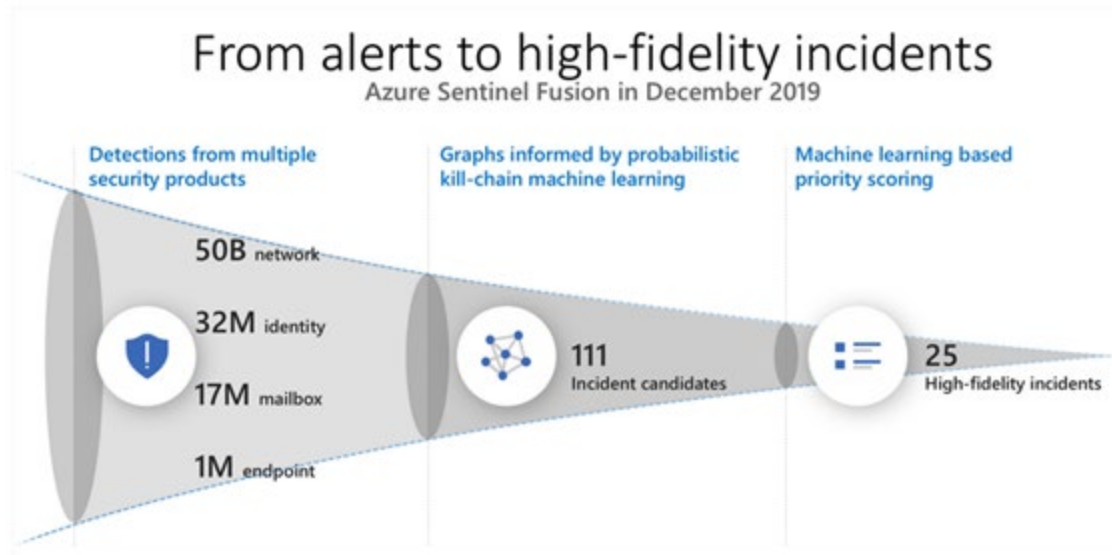 From alerts to high-fidelity incidents
Azure Sentinel Fusion in December 2019
Detections from multiple
security products
50B network
32M identity
17M mailbox
1M endpoint
Graphs informed by probabilistic
kill-chain machine learning
111
Incident candidates
Machine learning based
priority scoring
25
High-fidelity incidents